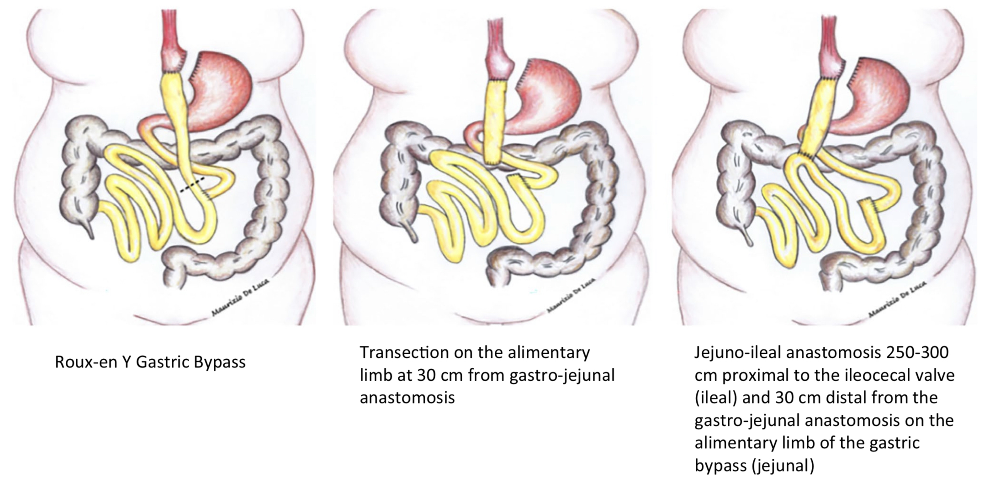 Maurizio De Luca
Maurizio De Luca
Maurizio De Luca
Roux-en Y Gastric Bypass
Transection on the alimentary
limb at 30 cm from gastro-jejunal
anastomosis
Jejuno-ileal anastomosis 250-300
cm proximal to the ileocecal valve
(ileal) and 30 cm distal from the
gastro-jejunal anastomosis on the
alimentary limb of the gastric
bypass (jejunal)